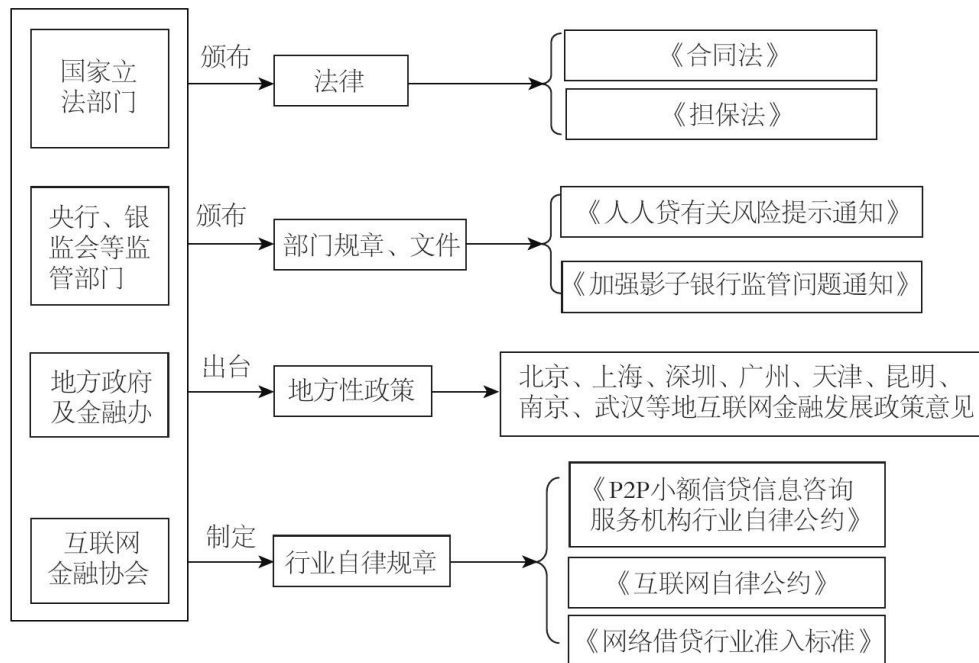 国家立
法部门
颁布
法律
《合同法》
《担保法》
央行、银
监会等监
管部门
颁布
部门规章、文件
《人人贷有关风险提示通知》
《加强影子银行监管问题通知》
地方政府
及金融办
出台
地方性政策
北京、上海、深圳、广州、天津、昆明、
南京、武汉等地互联网金融发展政策意见
互联网
金融协会
制定
行业自律规章
《P2P小额信贷信息咨询
服务机构行业自律公约》
《互联网自律公约》
《网络借贷行业准入标准》